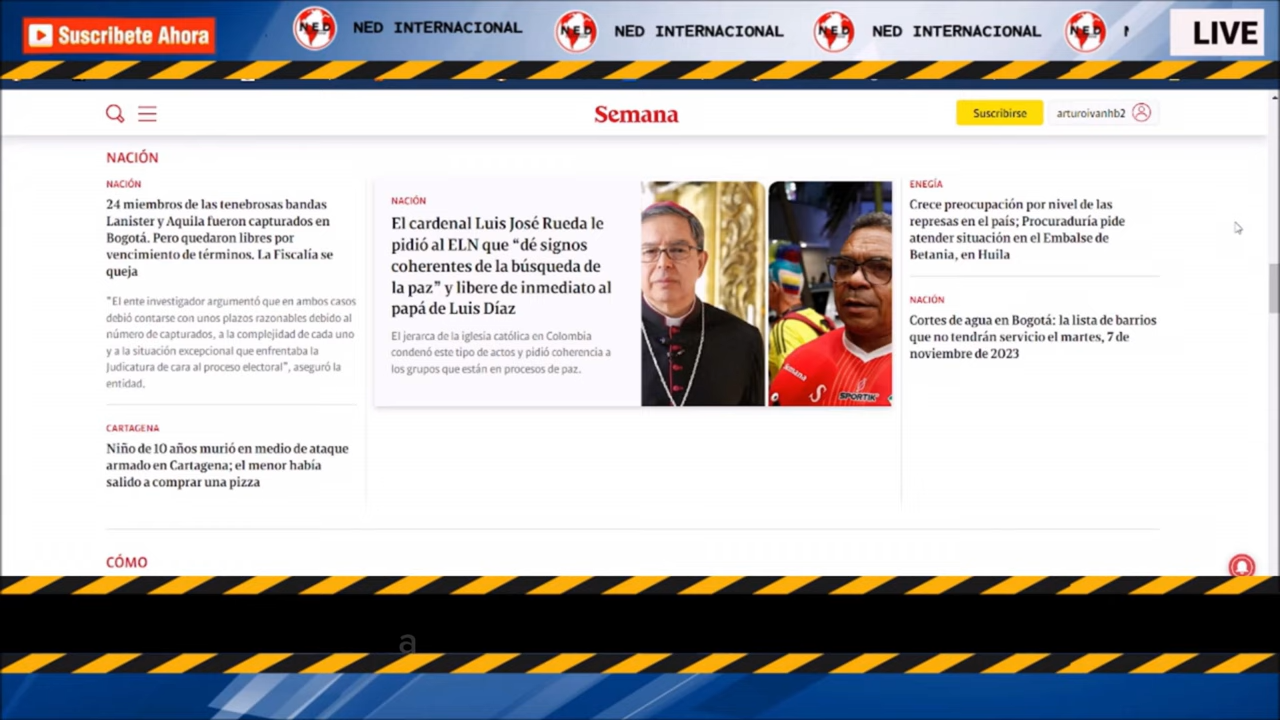 Suscribete Ahora
NED
NED INTERNACIONAL
NED
NED INTERNACIONAL
NED
NED INTERNACIONAL
NED
LIVE
Semana
Suscribirse
arturoivanhb2
NACIÓN
NACIÓN
24 miembros de las tenebrosas bandas
Lanister y Aquila fueron capturados en
Bogotá. Pero quedaron libres por
vencimiento de términos. La Fiscalía se
queja
“El ente investigador argumentó que en ambos casos
debió contarse con unos plazos razonables debido al
número de capturados, a la complejidad de cada uno
y a la situación excepcional que enfrentaba la
Judicatura de cara al proceso electoral”, aseguró la
entidad.
CARTAGENA
Niño de 10 años murió en medio de ataque
armado en Cartagena; el menor había
salido a comprar una pizza
NACIÓN
El cardenal Luis José Rueda le
pidió al ELN que “dé signos
coherentes de la búsqueda de
la paz” y libere de inmediato al
papá de Luis Díaz
El jerarca de la iglesia católica en Colombia
condenó este tipo de actos y pidió coherencia a
los grupos que están en procesos de paz.
Semana
S
SPORTIK
ENEGÍA
Crece preocupación por nivel de las
represas en el país; Procuraduría pide
atender situación en el Embalse de
Betania, en Huila
NACIÓN
Cortes de agua en Bogotá: la lista de barrios
que no tendrán servicio el martes, 7 de
noviembre de 2023
CÓMO
a